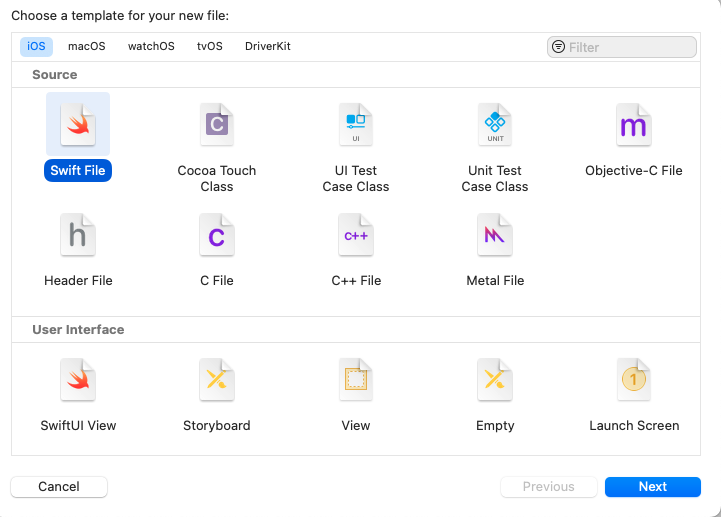 Choose a template for your new file:
iOS macOS watchOS tvOS DriverKit Filter
Source
C UI UNIT m
Swift File Cocoa Touch Class UI Test Case Class Unit Test Case Class Objective-C File
h C C++
Header File C File C++ File Metal File
User Interface
1
SwiftUI View Storyboard View Empty Launch Screen
Cancel Previous Next